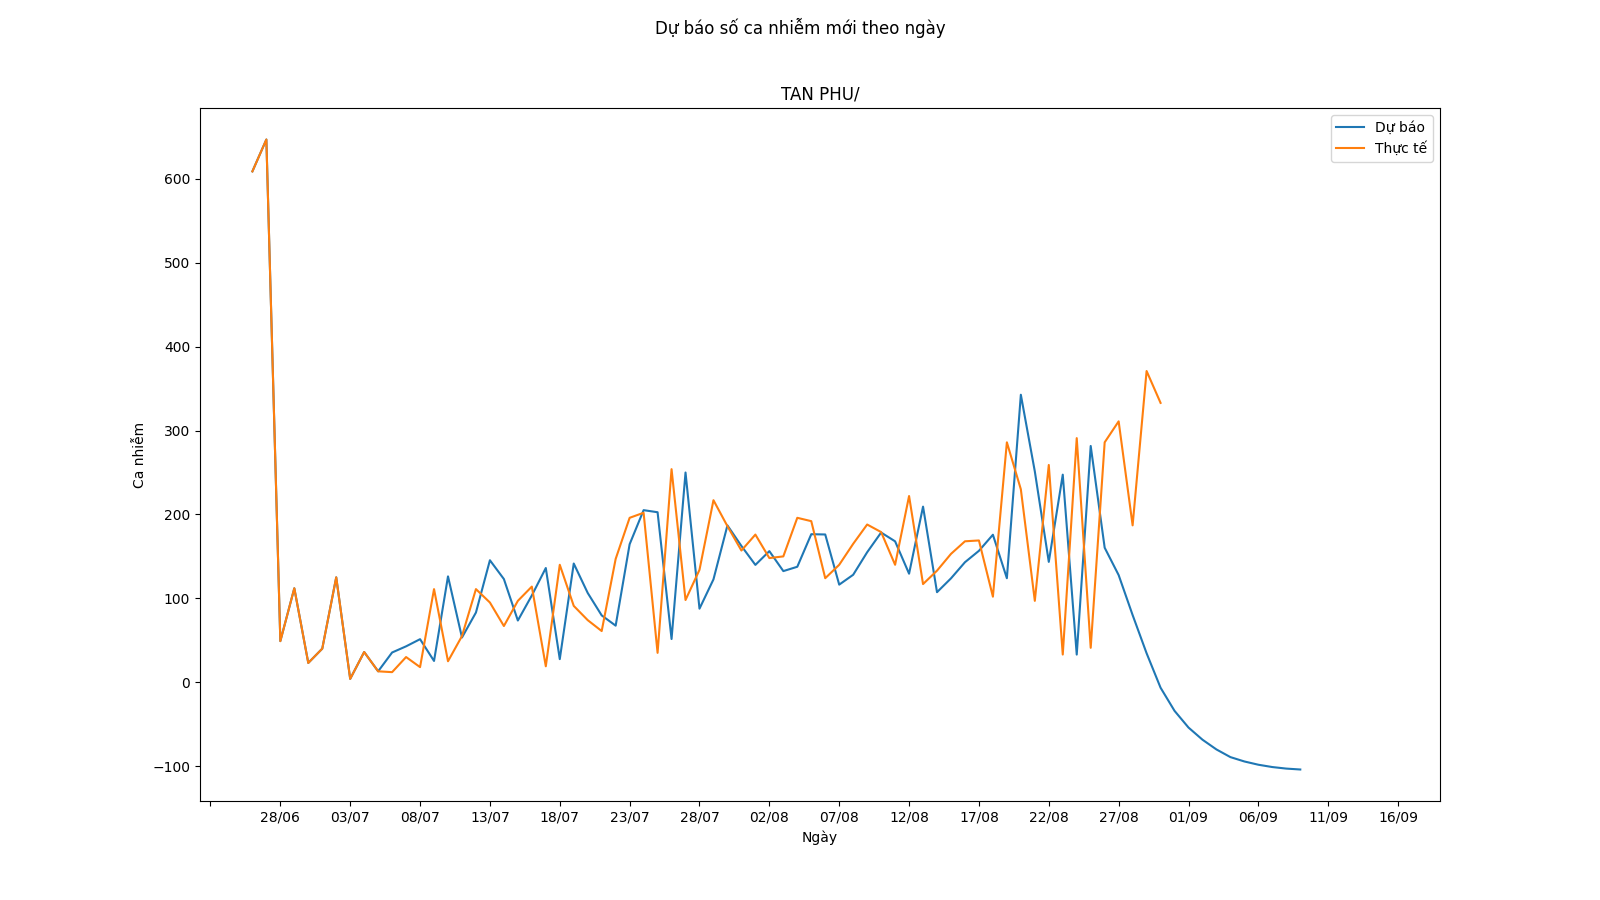 Dự báo số ca nhiễm mới theo ngày
TAN PHU/
Dự báo
Thực tế
600
500
400
300
200
100
0
−100
Ca nhiễm
28/06 03/07 08/07 13/07 18/07 23/07 28/07 02/08 07/08 12/08 17/08 22/08 27/08 01/09 06/09 11/09 16/09
Ngày